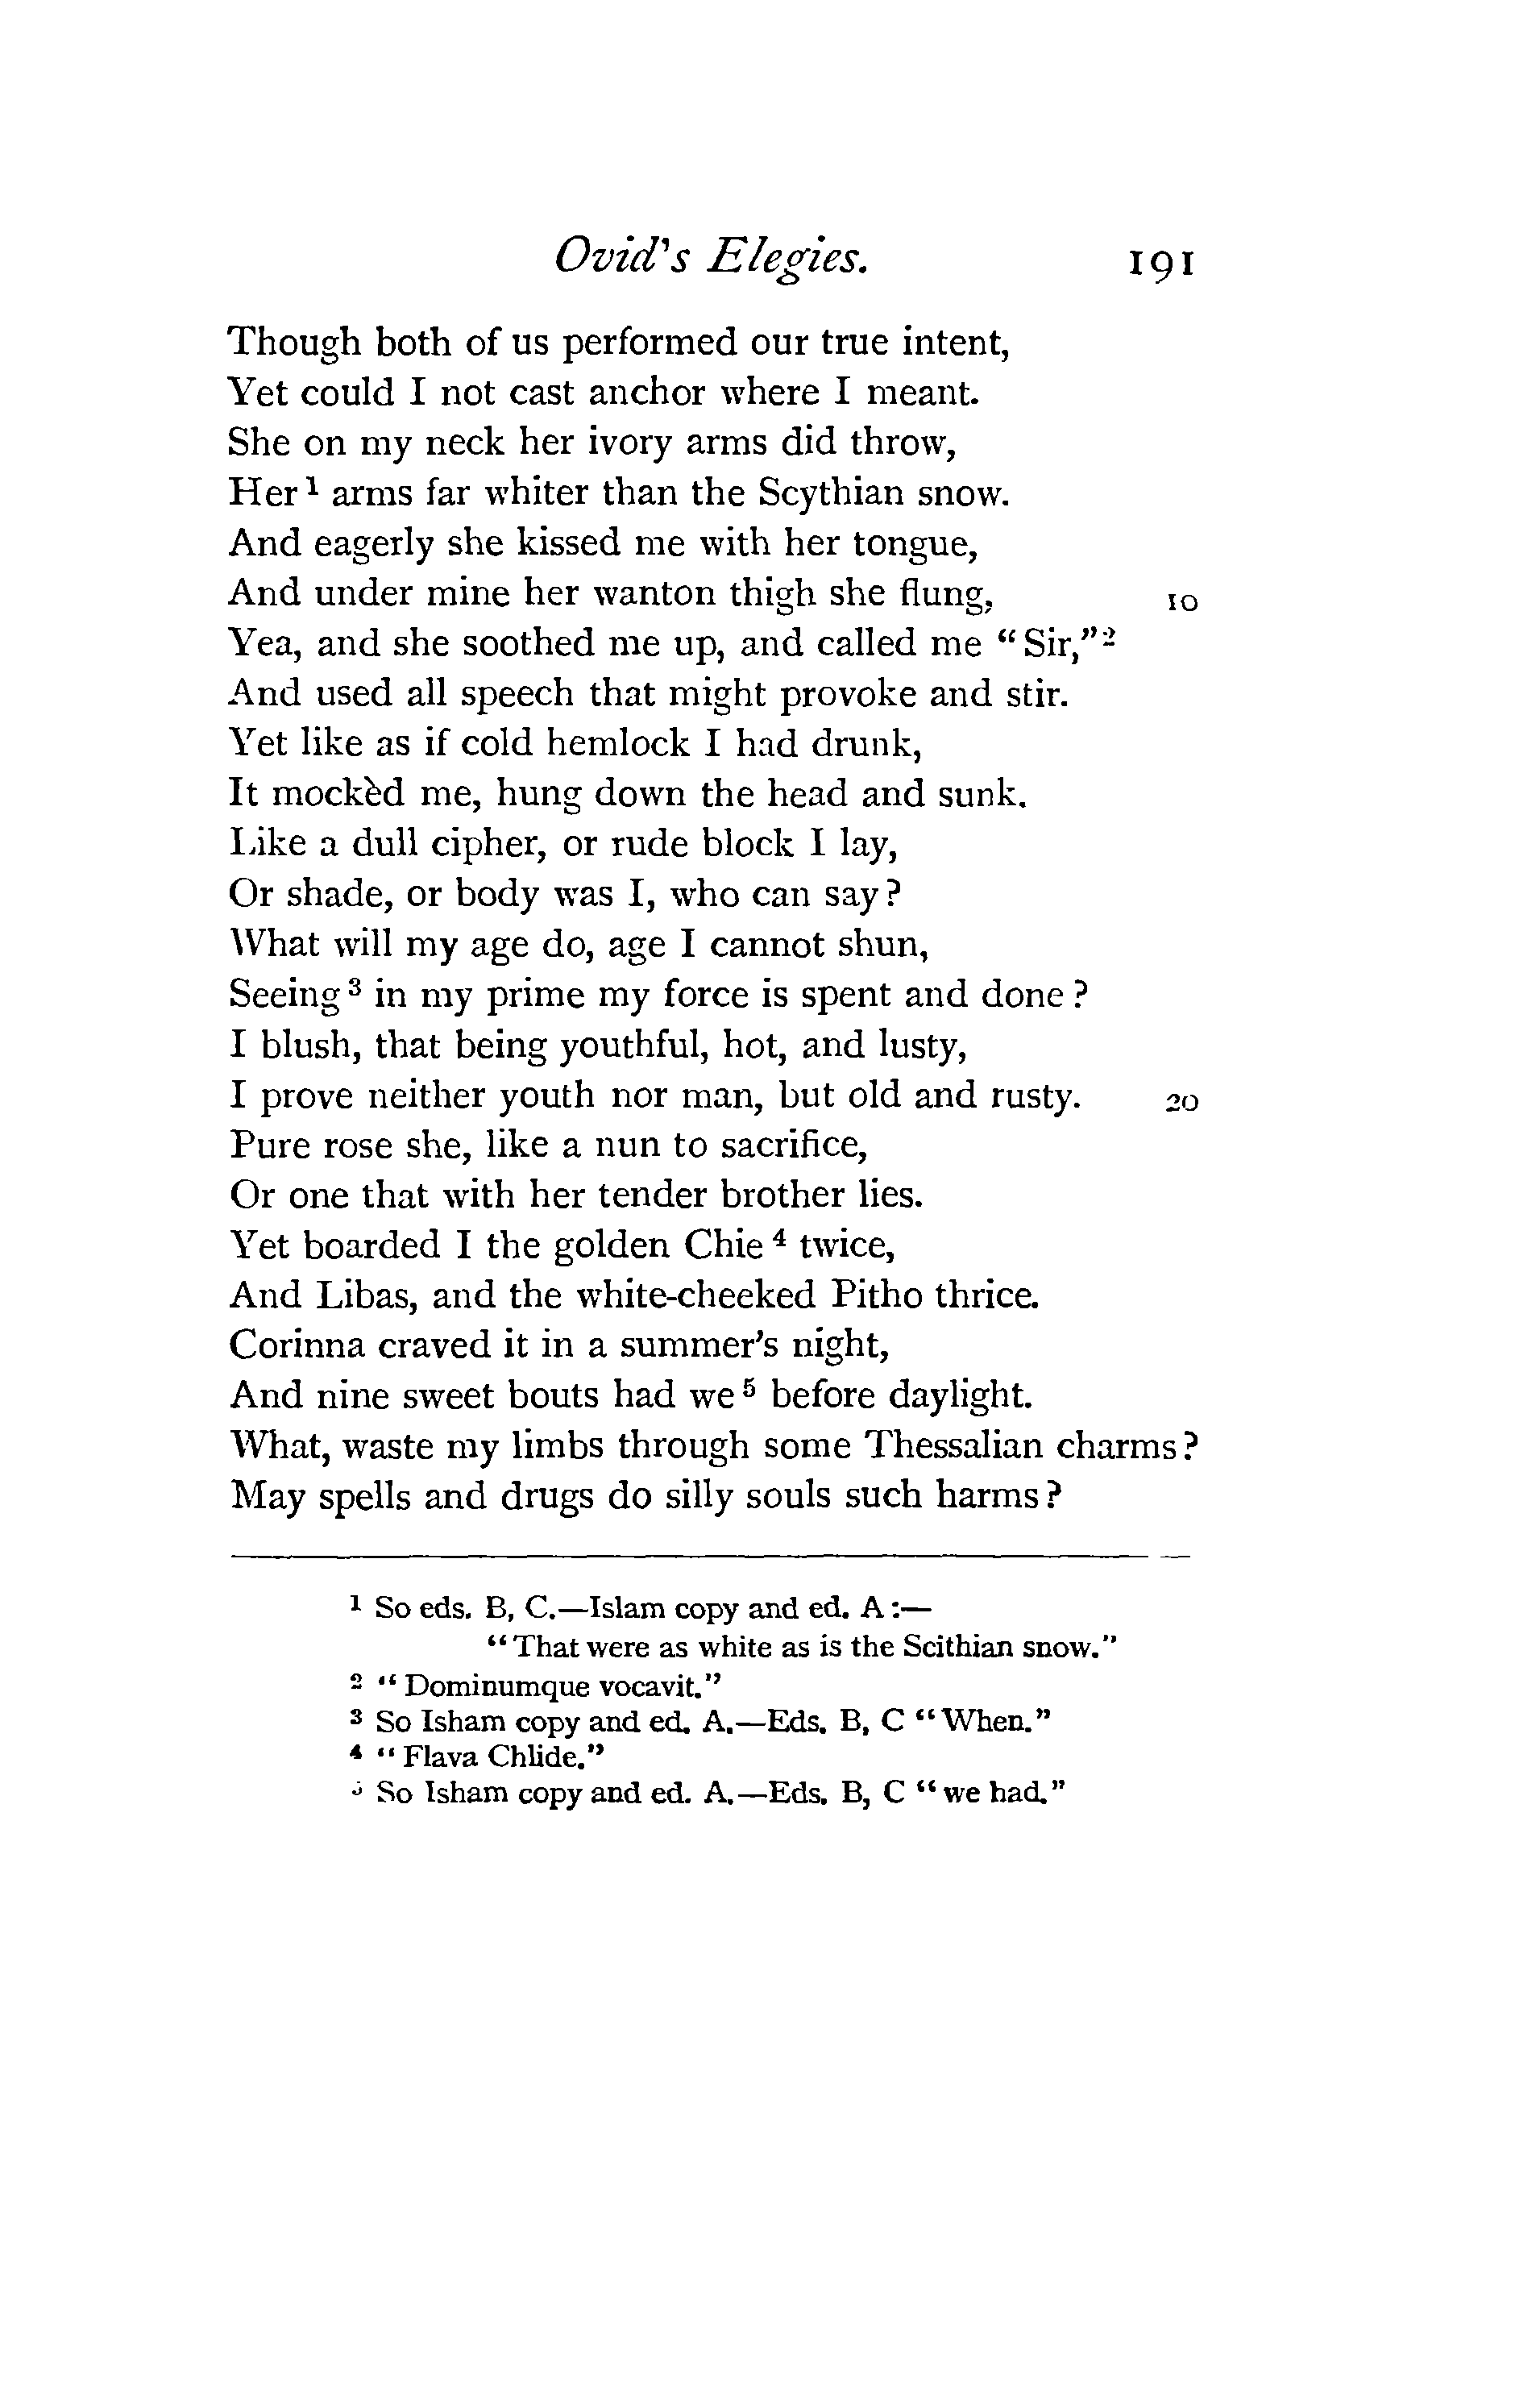 Ovid's Elegies. 191
Though both of us performed our true intent,
Yet could I not cast anchor where I meant.
She on my neck her ivory arms did throw,
Her¹ arms far whiter than the Scythian snow.
And eagerly she kissed me with her tongue,
And under mine her wanton thigh she flung, 10
Yea, and she soothed me up, and called me “Sir,”²
And used all speech that might provoke and stir.
Yet like as if cold hemlock I had drunk,
It mockèd me, hung down the head and sunk.
Like a dull cipher, or rude block I lay,
Or shade, or body was I, who can say?
What will my age do, age I cannot shun,
Seeing³ in my prime my force is spent and done?
I blush, that being youthful, hot, and lusty,
I prove neither youth nor man, but old and rusty. 20
Pure rose she, like a nun to sacrifice,
Or one that with her tender brother lies.
Yet boarded I the golden Chie⁴ twice,
And Libas, and the white-cheeked Pitho thrice.
Corinna craved it in a summer's night,
And nine sweet bouts had we⁵ before daylight.
What, waste my limbs through some Thessalian charms?
May spells and drugs do silly souls such harms?
¹ So eds. B, C.—Islam copy and ed. A:—
“That were as white as is the Scithian snow.”
² “Dominumque vocavit.”
³ So Isham copy and ed. A.—Eds. B, C “When.”
⁴ “Flava Chlide.”
⁵ So Isham copy and ed. A.—Eds. B, C “we had.”